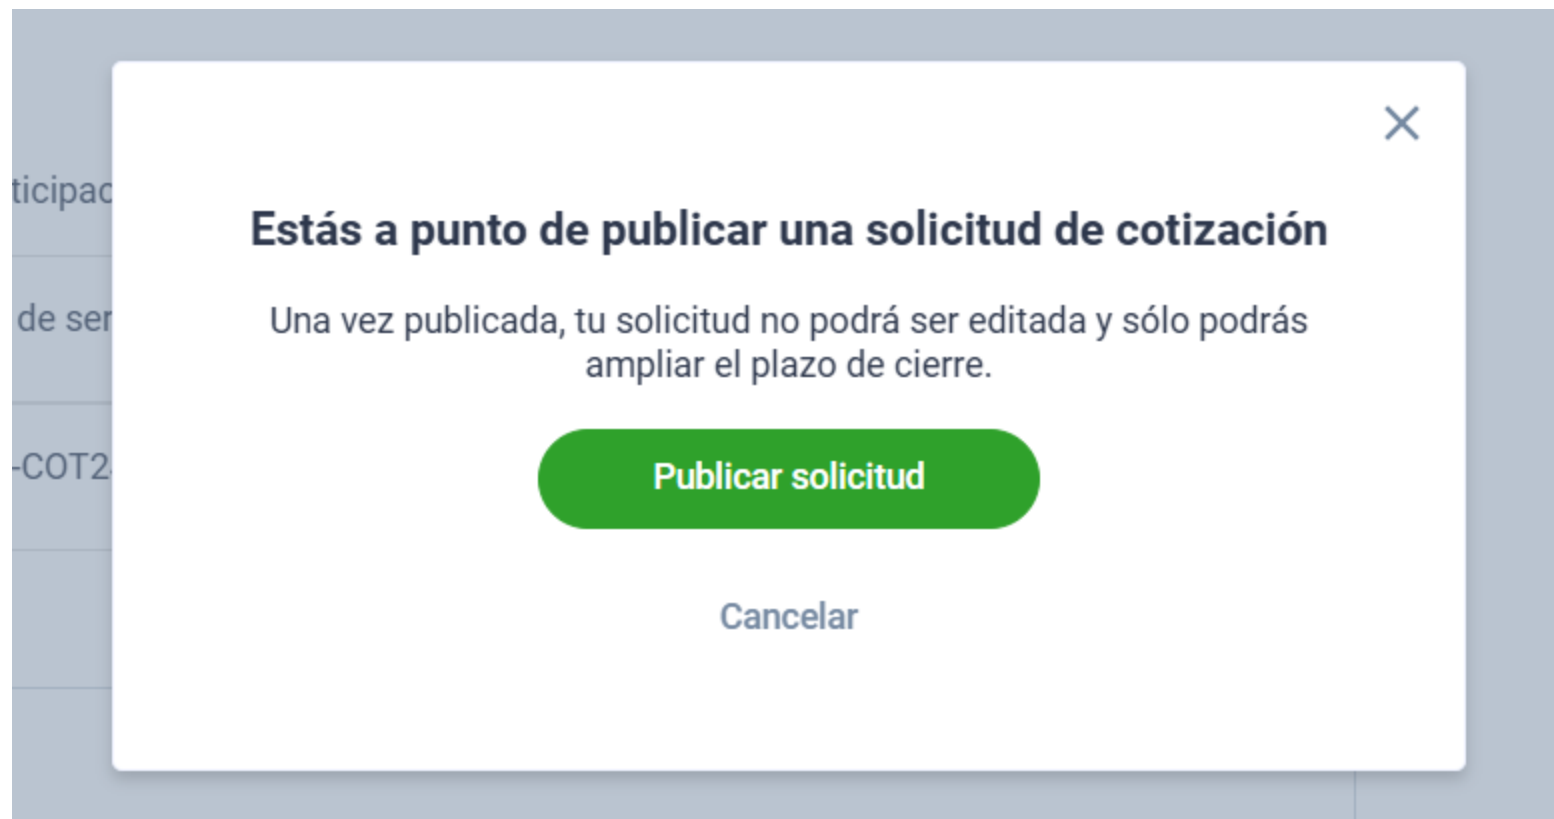 Estás a punto de publicar una solicitud de cotización
ticipac
Una vez publicada, tu solicitud no podrá ser editada y sólo podrás
ampliar el plazo de cierre.
de ser
-COT2
Publicar solicitud
Cancelar